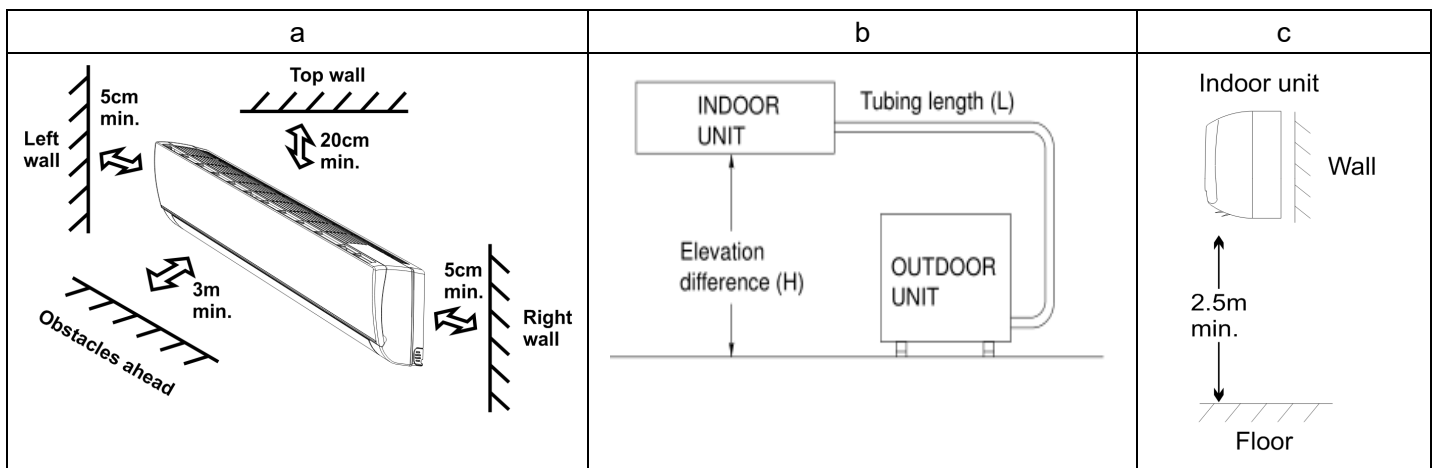 a
b
c
Top wall
5cm
min.
Left
wall
20cm
min.
3m
min.
Obstacles ahead
5cm
min.
Right
wall
INDOOR
UNIT
Tubing length (L)
Elevation
difference (H)
OUTDOOR
UNIT
Indoor unit
Wall
2.5m
min.
Floor